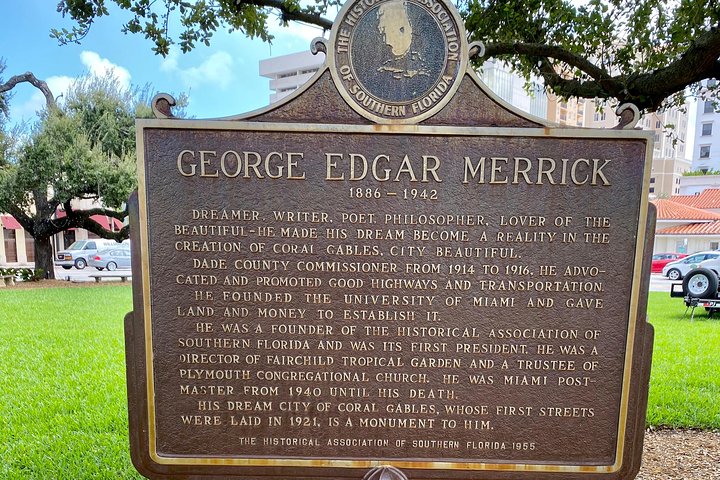 THE HISTORICAL ASSOCIATION
OF SOUTHERN FLORIDA
GEORGE EDGAR MERRICK
1886 – 1942
DREAMER, WRITER, POET, PHILOSOPHER, LOVER OF THE
BEAUTIFUL-HE MADE HIS DREAM BECOME A REALITY IN THE
CREATION OF CORAL GABLES, CITY BEAUTIFUL.
DADE COUNTY COMMISSIONER FROM 1914 TO 1916, HE ADVO-
CATED AND PROMOTED GOOD HIGHWAYS AND TRANSPORTATION.
HE FOUNDED THE UNIVERSITY OF MIAMI AND GAVE
LAND AND MONEY TO ESTABLISH IT.
HE WAS A FOUNDER OF THE HISTORICAL ASSOCIATION OF
SOUTHERN FLORIDA AND WAS ITS FIRST PRESIDENT. HE WAS A
DIRECTOR OF FAIRCHILD TROPICAL GARDEN AND A TRUSTEE OF
PLYMOUTH CONGREGATIONAL CHURCH. HE WAS MIAMI POST-
MASTER FROM 1940 UNTIL HIS DEATH.
HIS DREAM CITY OF CORAL GABLES, WHOSE FIRST STREETS
WERE LAID IN 1921, IS A MONUMENT TO HIM.
THE HISTORICAL ASSOCIATION OF SOUTHERN FLORIDA 1955